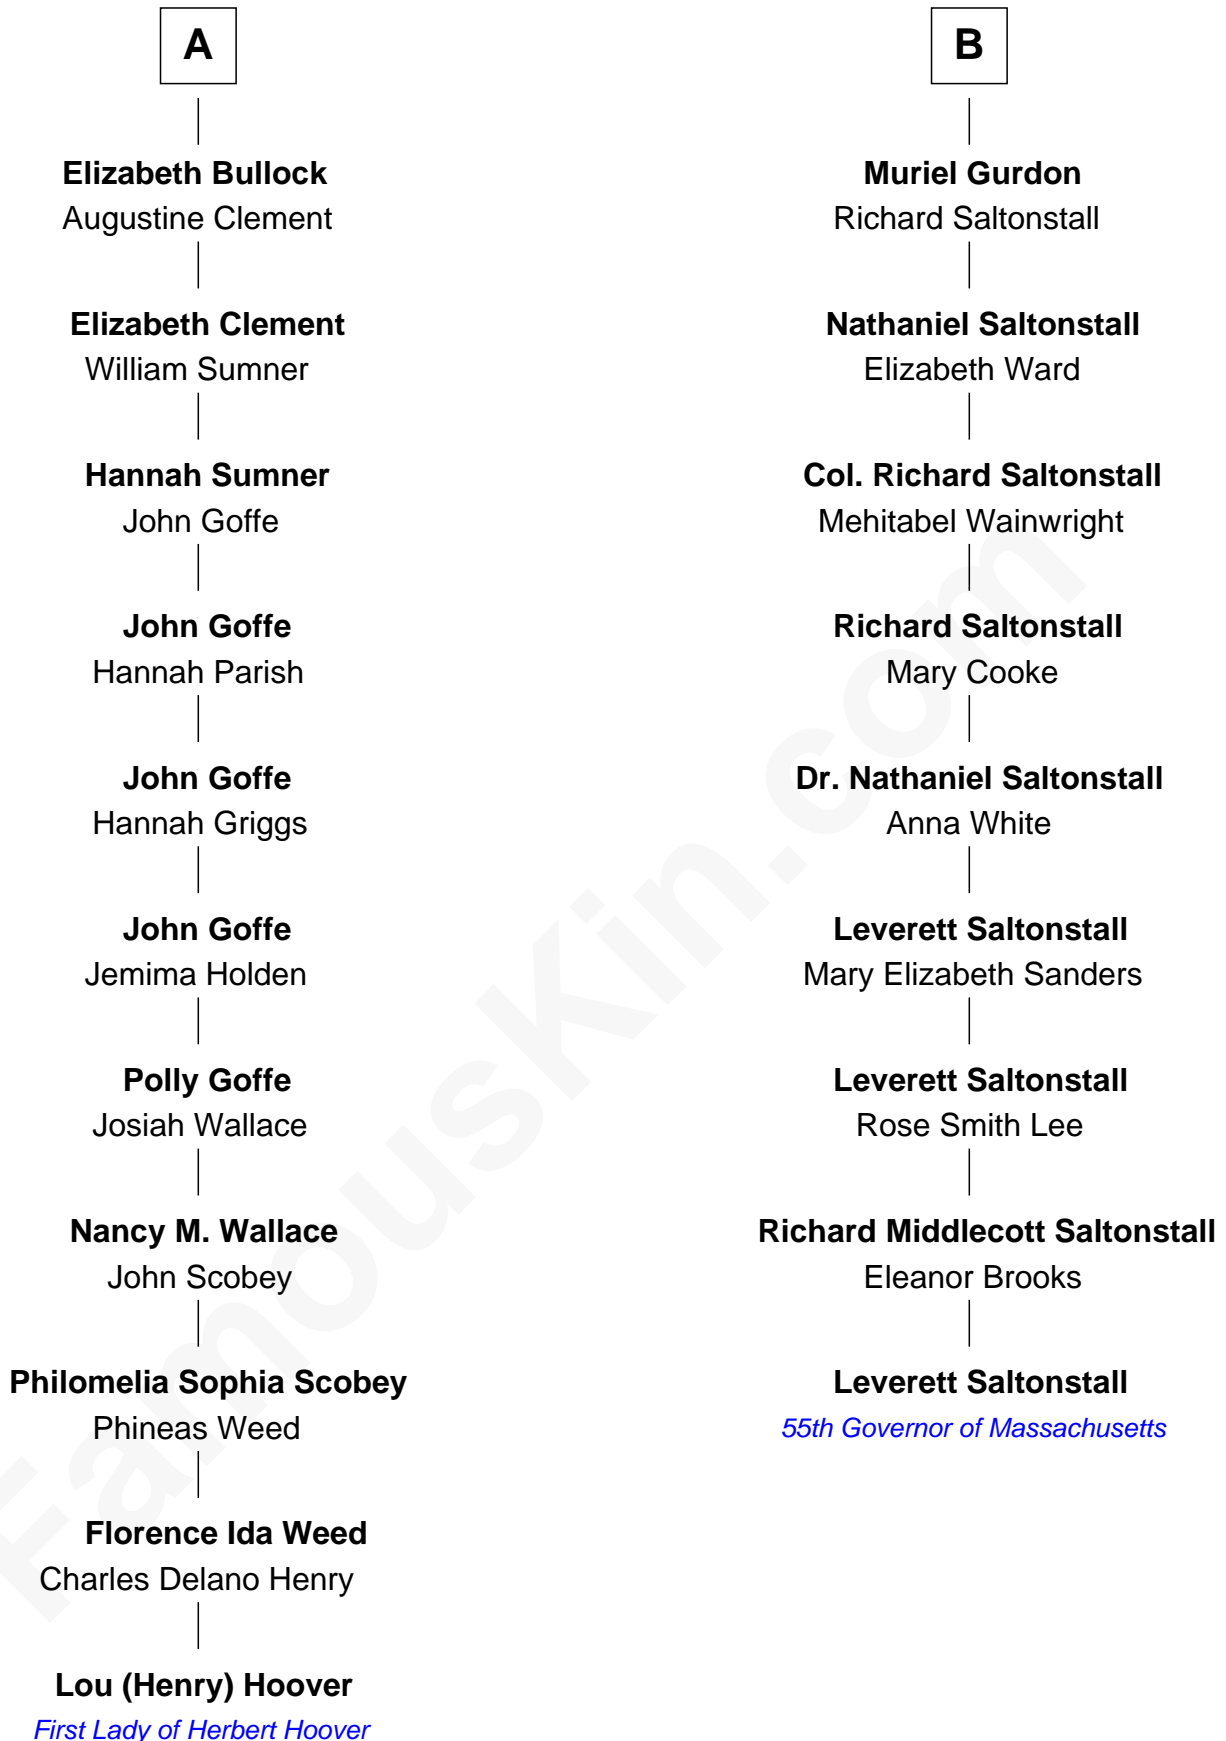 A
Elizabeth Bullock
Augustine Clement
Elizabeth Clement
William Sumner
Hannah Sumner
John Goffe
John Goffe
Hannah Parish
John Goffe
Hannah Griggs
John Goffe
Jemima Holden
Polly Goffe
Josiah Wallace
Nancy M. Wallace
John Scobey
Philomelia Sophia Scobey
Phineas Weed
Florence Ida Weed
Charles Delano Henry
Lou (Henry) Hoover
First Lady of Herbert Hoover
B
Muriel Gurdon
Richard Saltonstall
Nathaniel Saltonstall
Elizabeth Ward
Col. Richard Saltonstall
Mehitabel Wainwright
Richard Saltonstall
Mary Cooke
Dr. Nathaniel Saltonstall
Anna White
Leverett Saltonstall
Mary Elizabeth Sanders
Leverett Saltonstall
Rose Smith Lee
Richard Middlecott Saltonstall
Eleanor Brooks
Leverett Saltonstall
55th Governor of Massachusetts
FamousKin.com